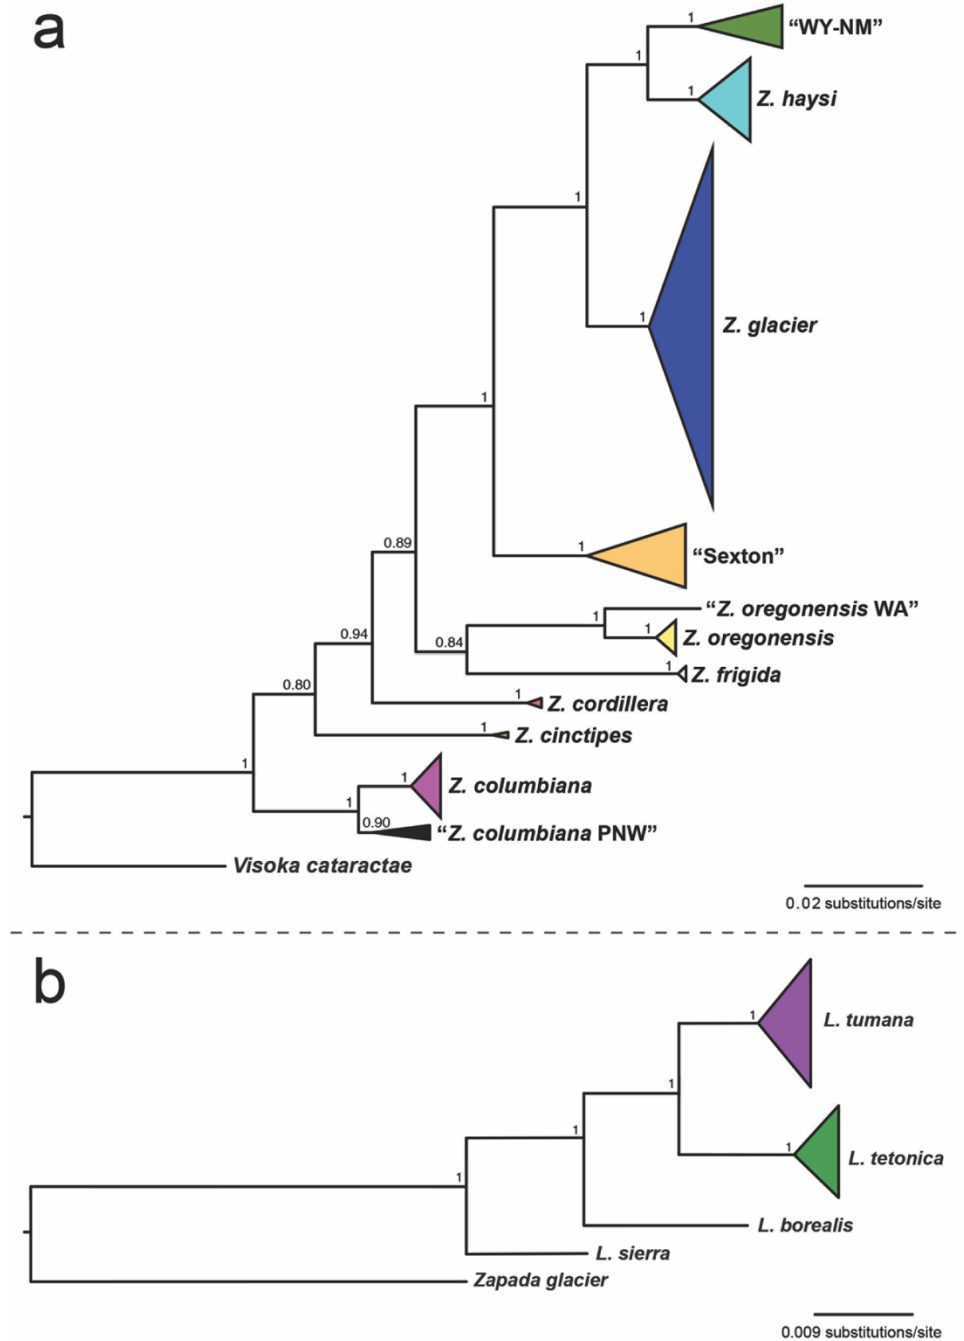 a
1
"WY-NM"
1
1
Z. haysi
1
1
Z. glacier
1
1
"Sexton"
0.89
1
"Z. oregonensis WA"
1
Z. oregonensis
0.84
1
Z. frigida
0.94
1
Z. cordillera
0.80
1
Z. cinctipes
1
1
Z. columbiana
1
0.90
"Z. columbiana PNW"
Visoka cataractae
0.02 substitutions/site
b
1
L. tumana
1
1
L. tetonica
1
L. borealis
1
L. sierra
Zapada glacier
0.009 substitutions/site